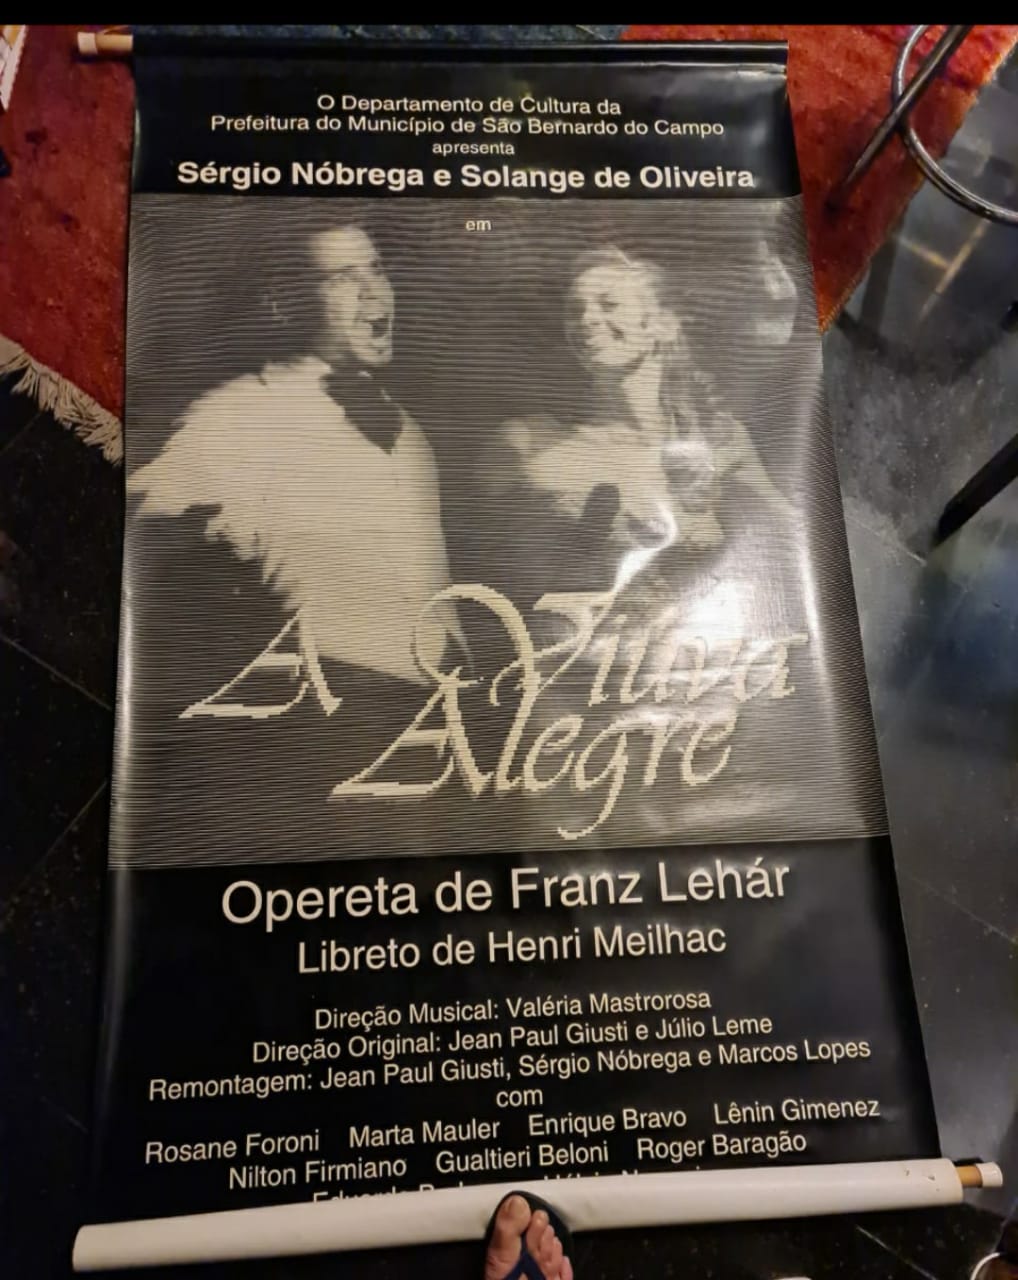 O Departamento de Cultura da
Prefeitura do Município de São Bernardo do Campo
apresenta
Sérgio Nóbrega e Solange de Oliveira
em
A Viúva
Alegre
Opereta de Franz Lehár
Libreto de Henri Meilhac
Direção Musical: Valéria Mastrorosa
Direção Original: Jean Paul Giusti e Júlio Leme
Remontagem: Jean Paul Giusti, Sérgio Nóbrega e Marcos Lopes
com
Rosane Foroni Marta Mauler Enrique Bravo Lênin Gimenez
Nilton Firmiano Gualtieri Beloni Roger Baragão